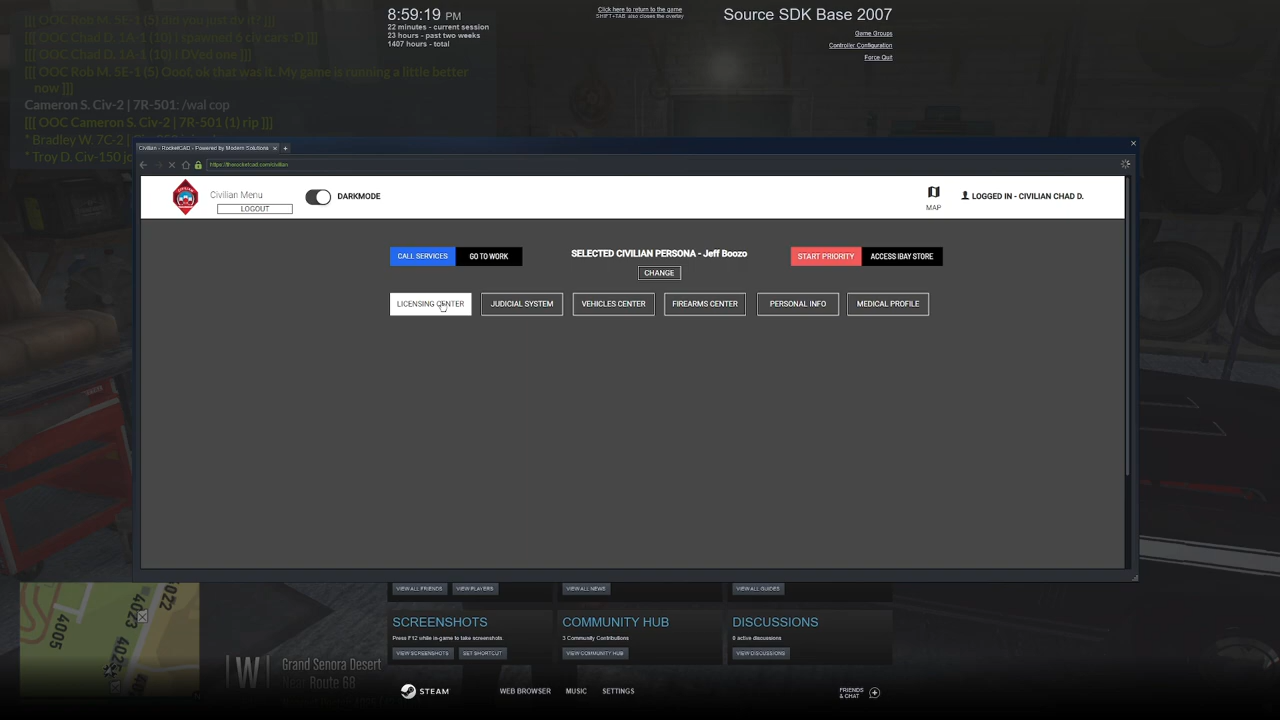 [[[ OOC Rob M. 5E-1 (5) did you just dv it? ]]]
[[[ OOC Chad D. 1A-1 (10) i spawned 6 civ cars :D ]]]
[[[ OOC Chad D. 1A-1 (10) I DVed one ]]]
[[[ OOC Rob M. 5E-1 (5) Ooof, ok that was it. My game is running a little better
now ]]]
Cameron S. Civ-2 | 7R-501: /wal cop
[[[ OOC Cameron S. Civ-2 | 7R-501 (1) rip ]]]
* Bradley W. 7C-2 | Civ-
* Troy D. Civ-150 jo
8:59:19 PM
22 minutes - current session
23 hours - past two weeks
1407 hours - total
Click here to return to the game
SHIFT+TAB also closes the overlay
Source SDK Base 2007
Game Groups
Controller Configuration
Force Quit
Civilian - RocketCAD - Powered by Modern Solutions
https://therocketcad.com/civilian
Civilian Menu
LOGOUT
DARKMODE
MAP
LOGGED IN - CIVILIAN CHAD D.
CALL SERVICES
GO TO WORK
SELECTED CIVILIAN PERSONA - Jeff Boozo
CHANGE
START PRIORITY
ACCESS IBAY STORE
LICENSING CENTER
JUDICIAL SYSTEM
VEHICLES CENTER
FIREARMS CENTER
PERSONAL INFO
MEDICAL PROFILE
VIEW ALL FRIENDS
VIEW PLAYERS
VIEW ALL NEWS
VIEW ALL GUIDES
SCREENSHOTS
Press F12 while in-game to take screenshots.
VIEW SCREENSHOTS
SET SHORTCUT
COMMUNITY HUB
3 Community Contributions
VIEW COMMUNITY HUB
DISCUSSIONS
9 active discussions
VIEW DISCUSSIONS
4005
4023
4022
W
Grand Senora Desert
Near Route 68
STEAM
WEB BROWSER
MUSIC
SETTINGS
FRIENDS
& CHAT